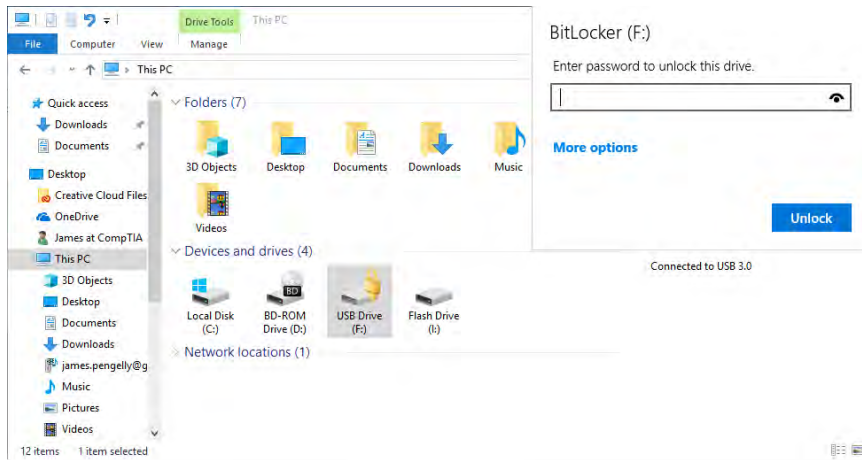 Drive Tools
This PC
File
Computer
View
Manage
This PC
Quick access
Downloads
Documents
Desktop
Creative Cloud Files
OneDrive
James at CompTIA
This PC
3D Objects
Desktop
Documents
Downloads
james.pengelly@g
Music
Pictures
Videos
12 items
1 item selected
Folders (7)
3D Objects
Desktop
Documents
Downloads
Music
Videos
Devices and drives (4)
Local Disk
(C:)
BD
BD-ROM
Drive (D:)
USB Drive
(F:)
Flash Drive
(I:)
Network locations (1)
BitLocker (F:)
Enter password to unlock this drive.
More options
Unlock
Connected to USB 3.0